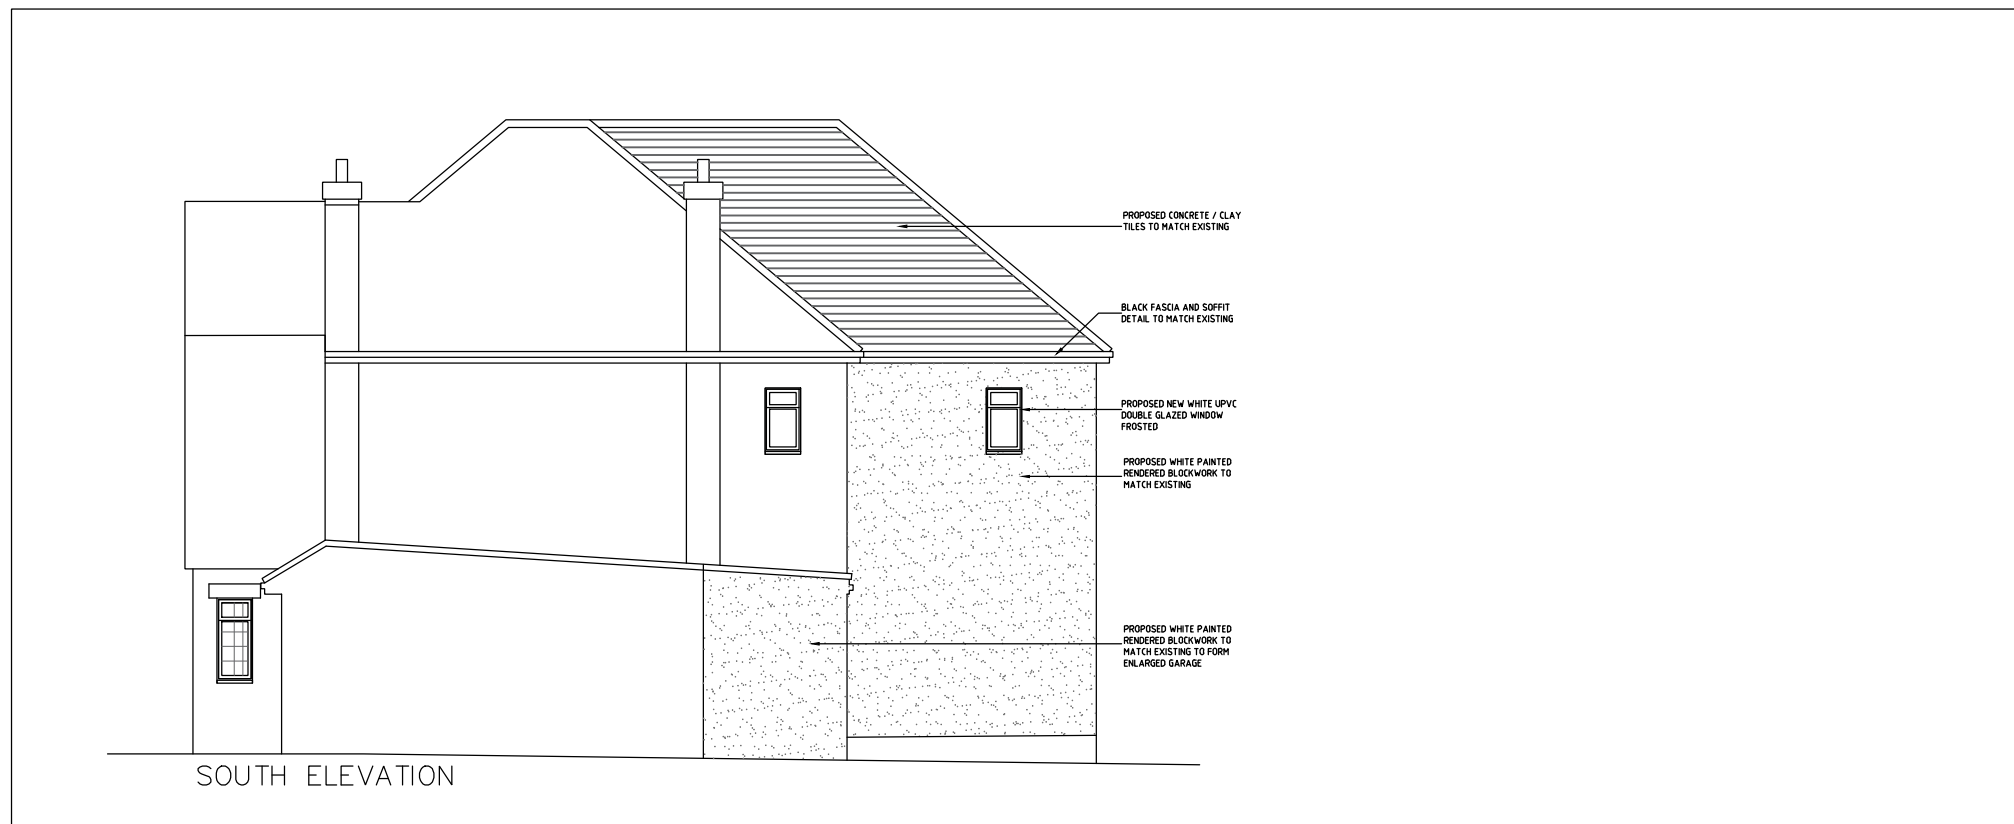 PROPOSED CONCRETE / CLAY
TILES TO MATCH EXISTING
BLACK FASCIA AND SOFFIT
DETAIL TO MATCH EXISTING
PROPOSED NEW WHITE UPVC
DOUBLE GLAZED WINDOW
FROSTED
PROPOSED WHITE PAINTED
RENDERED BLOCKWORK TO
MATCH EXISTING
PROPOSED WHITE PAINTED
RENDERED BLOCKWORK TO
MATCH EXISTING TO FORM
ENLARGED GARAGE
SOUTH ELEVATION